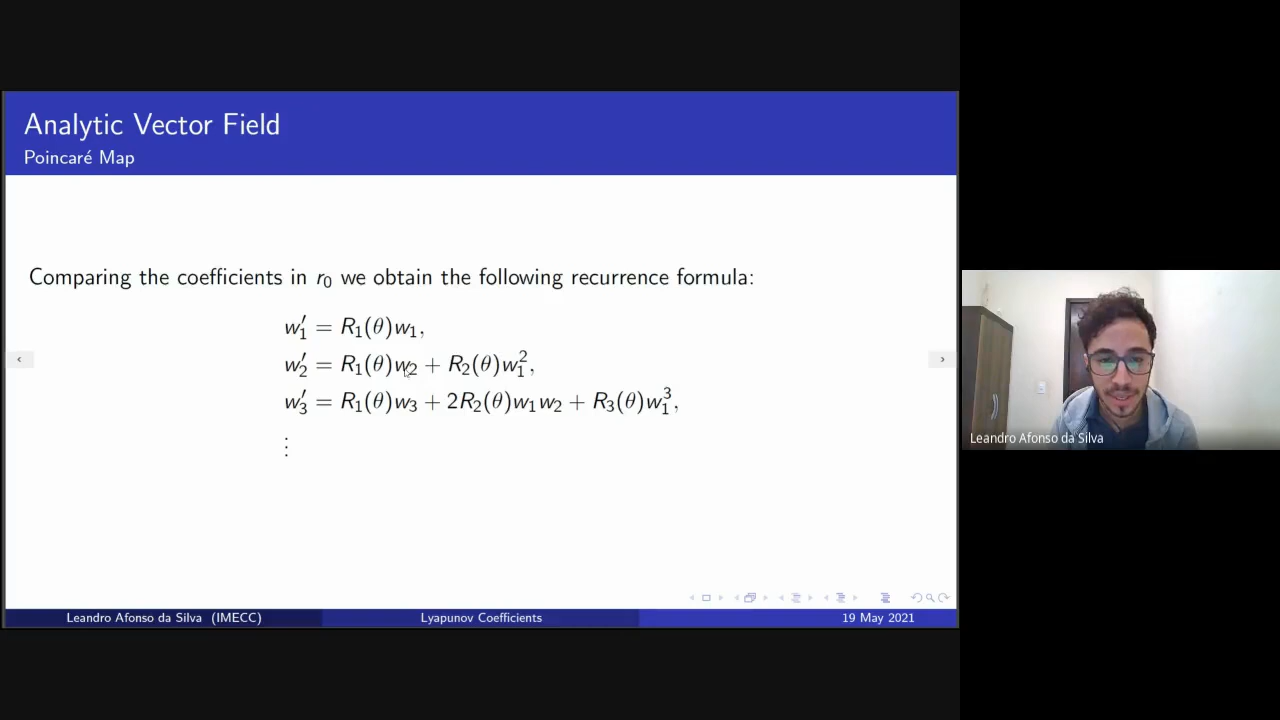 Analytic Vector Field
Poincaré Map
Comparing the coefficients in r₀ we obtain the following recurrence formula:
w₁′ = R₁(θ)w₁,
w₂′ = R₁(θ)w₂ + R₂(θ)w₁²,
w₃′ = R₁(θ)w₃ + 2R₂(θ)w₁w₂ + R₃(θ)w₁³,
⋮
Leandro Afonso da Silva (IMECC) Lyapunov Coefficients 19 May 2021
Leandro Afonso da Silva